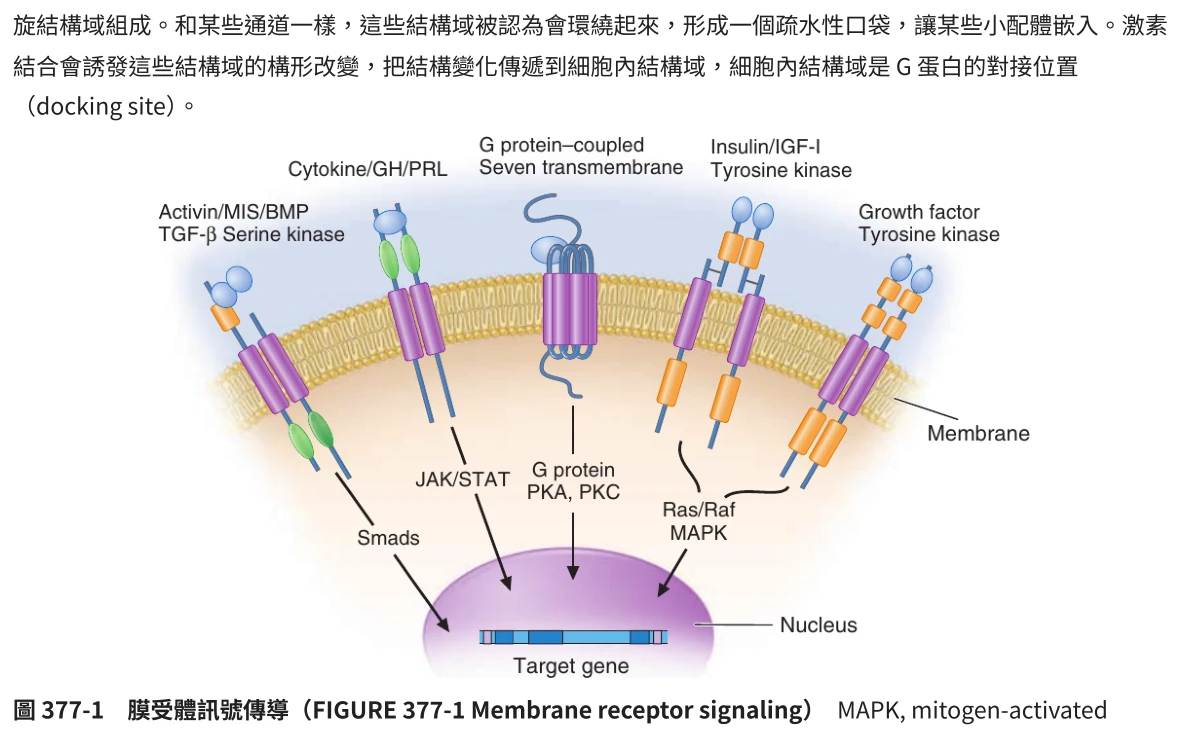 旋結構域組成。和某些通道一樣，這些結構域被認為會環繞起來，形成一個疏水性口袋，讓某些小配體嵌入。激素
結合會誘發這些結構域的構形改變，把結構變化傳遞到細胞內結構域，細胞內結構域是 G 蛋白的對接位置
（docking site）。
Activin/MIS/BMP
TGF-β Serine kinase
Cytokine/GH/PRL
G protein–coupled
Seven transmembrane
Insulin/IGF-I
Tyrosine kinase
Growth factor
Tyrosine kinase
Membrane
JAK/STAT
G protein
PKA, PKC
Ras/Raf
MAPK
Smads
Nucleus
Target gene
圖 377-1　膜受體訊號傳導（FIGURE 377-1 Membrane receptor signaling）　MAPK, mitogen-activated